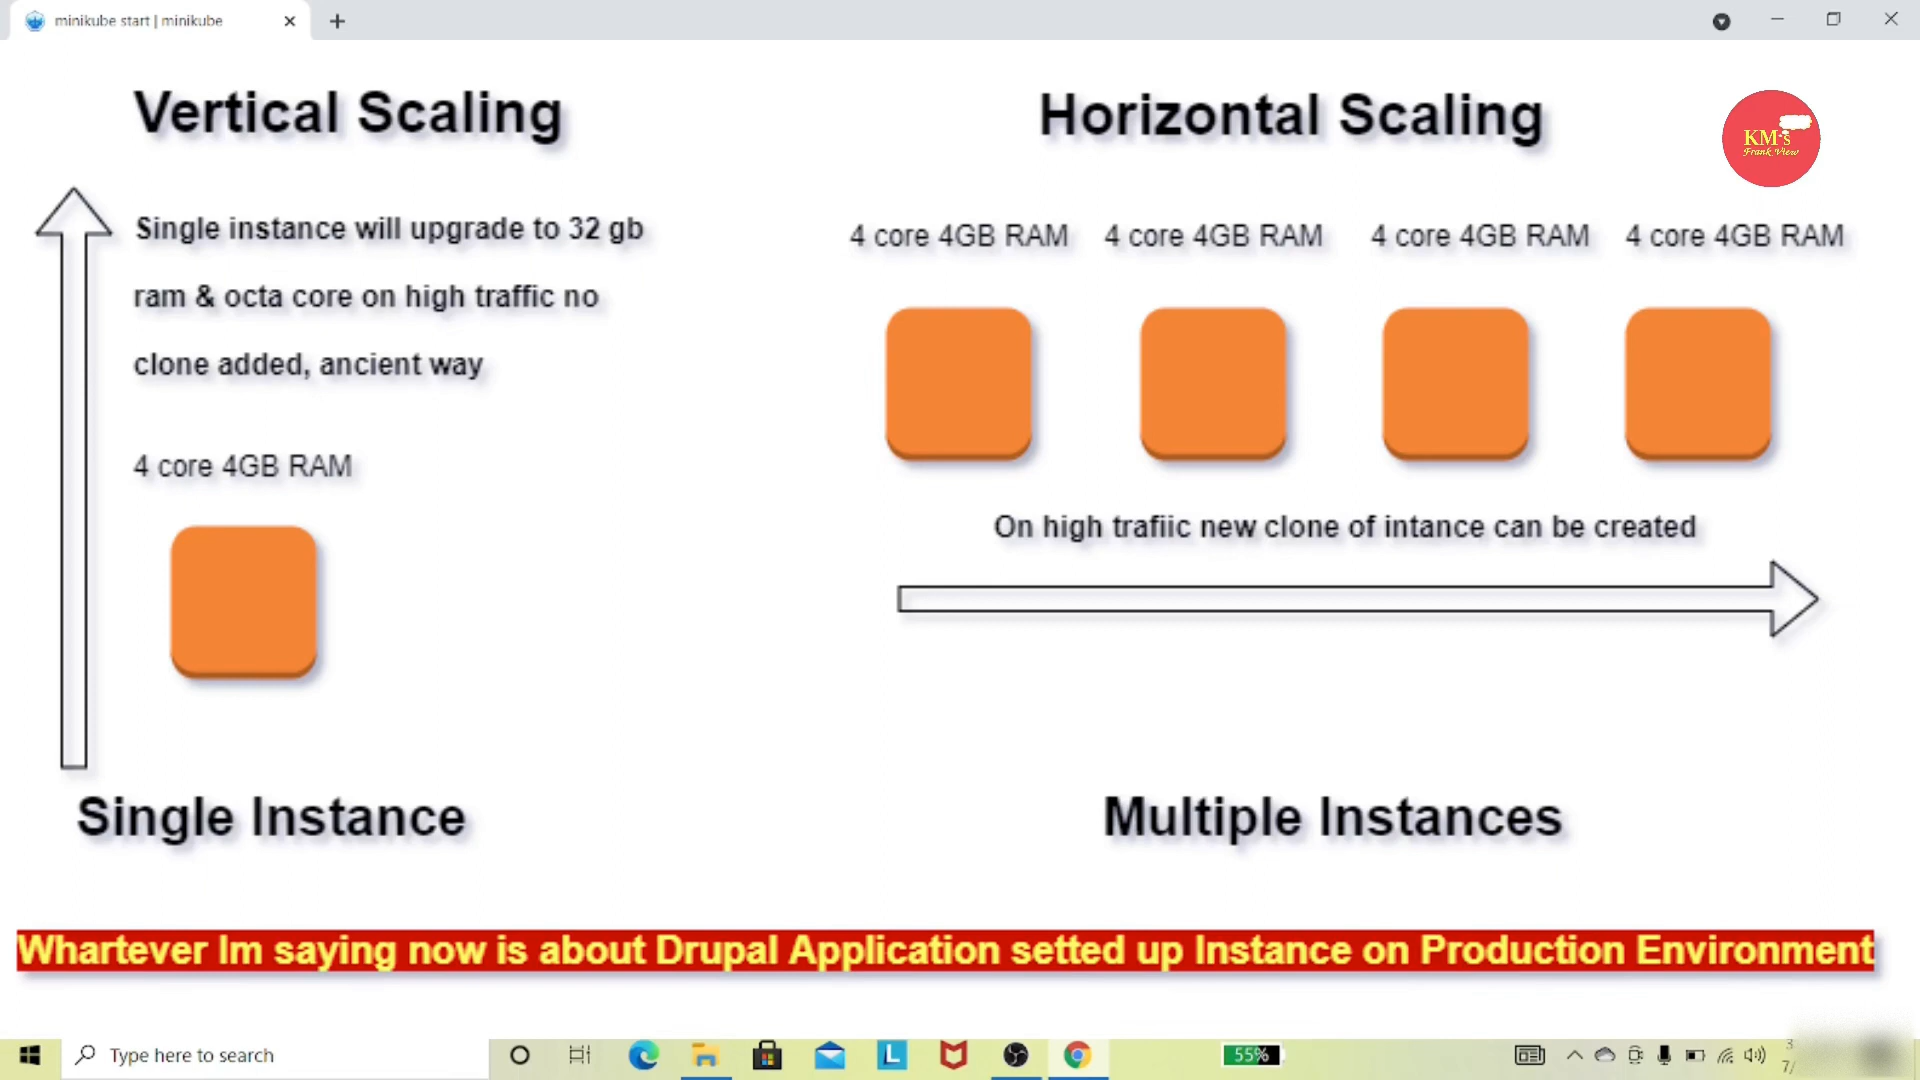 minikube start | minikube
Vertical Scaling
Horizontal Scaling
KM's
Frank View
Single instance will upgrade to 32 gb
ram & octa core on high traffic no
clone added, ancient way
4 core 4GB RAM
4 core 4GB RAM 4 core 4GB RAM 4 core 4GB RAM 4 core 4GB RAM
On high trafiic new clone of intance can be created
Single Instance
Multiple Instances
Whartever Im saying now is about Drupal Application setted up Instance on Production Environment
Type here to search
L
55%
3
7/